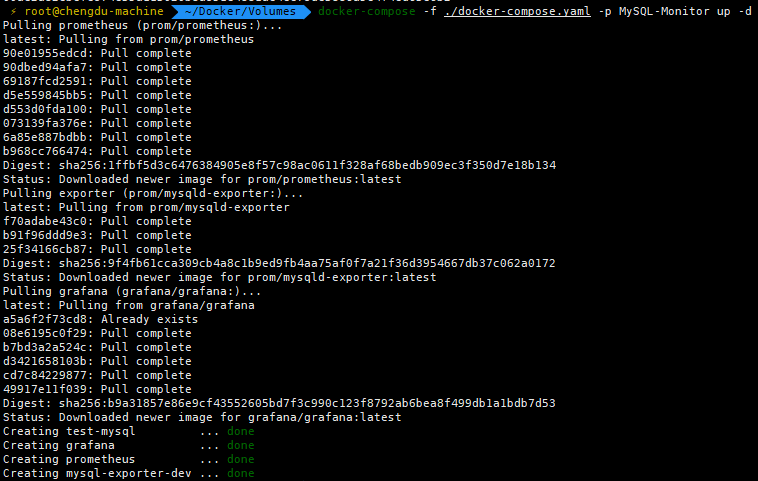 ⚡ root@chengdu-machine ~/Docker/Volumes docker-compose -f ./docker-compose.yaml -p MySQL-Monitor up -d
Pulling prometheus (prom/prometheus:)...
latest: Pulling from prom/prometheus
90e01955edcd: Pull complete
90dbed94afa7: Pull complete
69187fcd2591: Pull complete
d5e559845bb5: Pull complete
d553d0fda100: Pull complete
073139fa376e: Pull complete
6a85e887bdbb: Pull complete
b968cc766474: Pull complete
Digest: sha256:1ffbf5d3c6476384905e8f57c98ac0611f328af68bedb909ec3f350d7e18b134
Status: Downloaded newer image for prom/prometheus:latest
Pulling exporter (prom/mysqld-exporter:)...
latest: Pulling from prom/mysqld-exporter
f70adabe43c0: Pull complete
b91f96ddd9e3: Pull complete
25f34166cb87: Pull complete
Digest: sha256:9f4fb61cca309cb4a8c1b9ed9fb4aa75af0f7a21f36d3954667db37c062a0172
Status: Downloaded newer image for prom/mysqld-exporter:latest
Pulling grafana (grafana/grafana:)...
latest: Pulling from grafana/grafana
a5a6f2f73cd8: Already exists
08e6195c0f29: Pull complete
b7bd3a2a524c: Pull complete
d3421658103b: Pull complete
cd7c84229877: Pull complete
49917e11f039: Pull complete
Digest: sha256:b9a31857e86e9cf43552605bd7f3c990c123f8792ab6bea8f499db1a1bdb7d53
Status: Downloaded newer image for grafana/grafana:latest
Creating test-mysql ... done
Creating grafana ... done
Creating prometheus ... done
Creating mysql-exporter-dev ... done